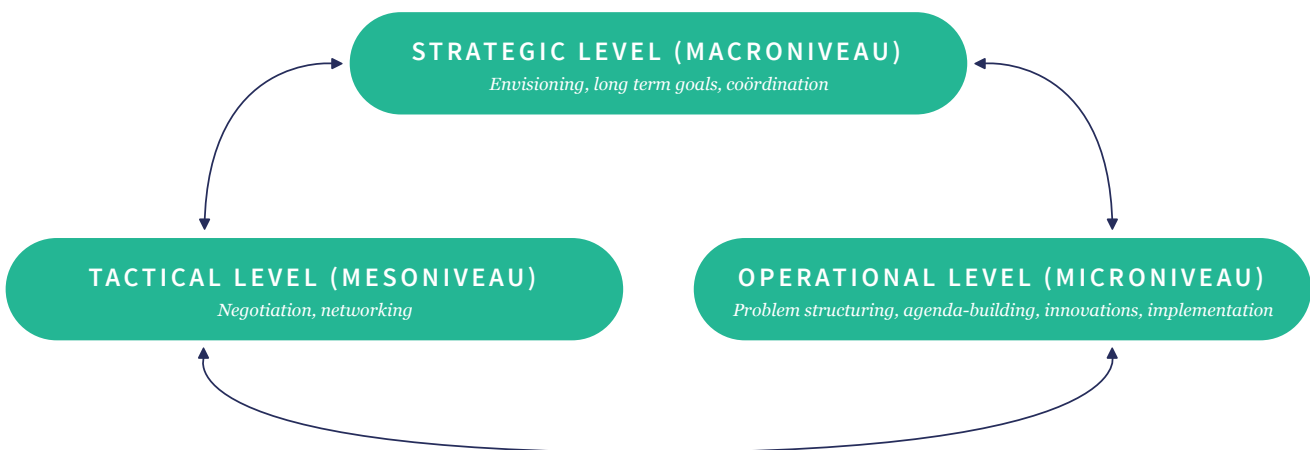 STRATEGIC LEVEL (MACRONIVEAU)
Envisioning, long term goals, coördination
TACTICAL LEVEL (MESONIVEAU)
Negotiation, networking
OPERATIONAL LEVEL (MICRONIVEAU)
Problem structuring, agenda-building, innovations, implementation